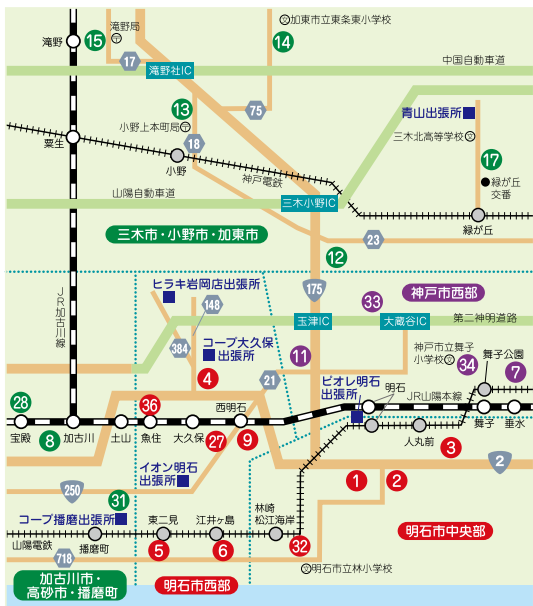 滝野局
〒
文加東市立東条東小学校
滝野
15
14
中国自動車道
17
滝野社IC
13
75
青山出張所
小野上本町局〒
三木北高等学校文
粟生
18
17
小野
神戸電鉄
緑が丘
交番
山陽自動車道
三木小野IC
緑が丘
三木市・小野市・加東市
23
12
ヒラキ岩岡店出張所
175
神戸市西部
JR加古川線
148
33
玉津IC
大蔵谷IC
第二神明道路
コープ大久保
出張所
384
11
神戸市立舞子
小学校文
34
舞子公園
4
21
ピオレ明石
出張所
7
28
36
西明石
明石
JR山陽本線
宝殿
8
加古川
土山
魚住
大久保
27
9
人丸前
舞子
垂水
3
イオン明石
出張所
2
250
31
1
2
コープ播磨出張所
東二見
江井ヶ島
林崎
松江海岸
山陽電鉄
播磨町
5
6
32
明石市中央部
718
文明石市立林小学校
加古川市・
高砂市・播磨町
明石市西部